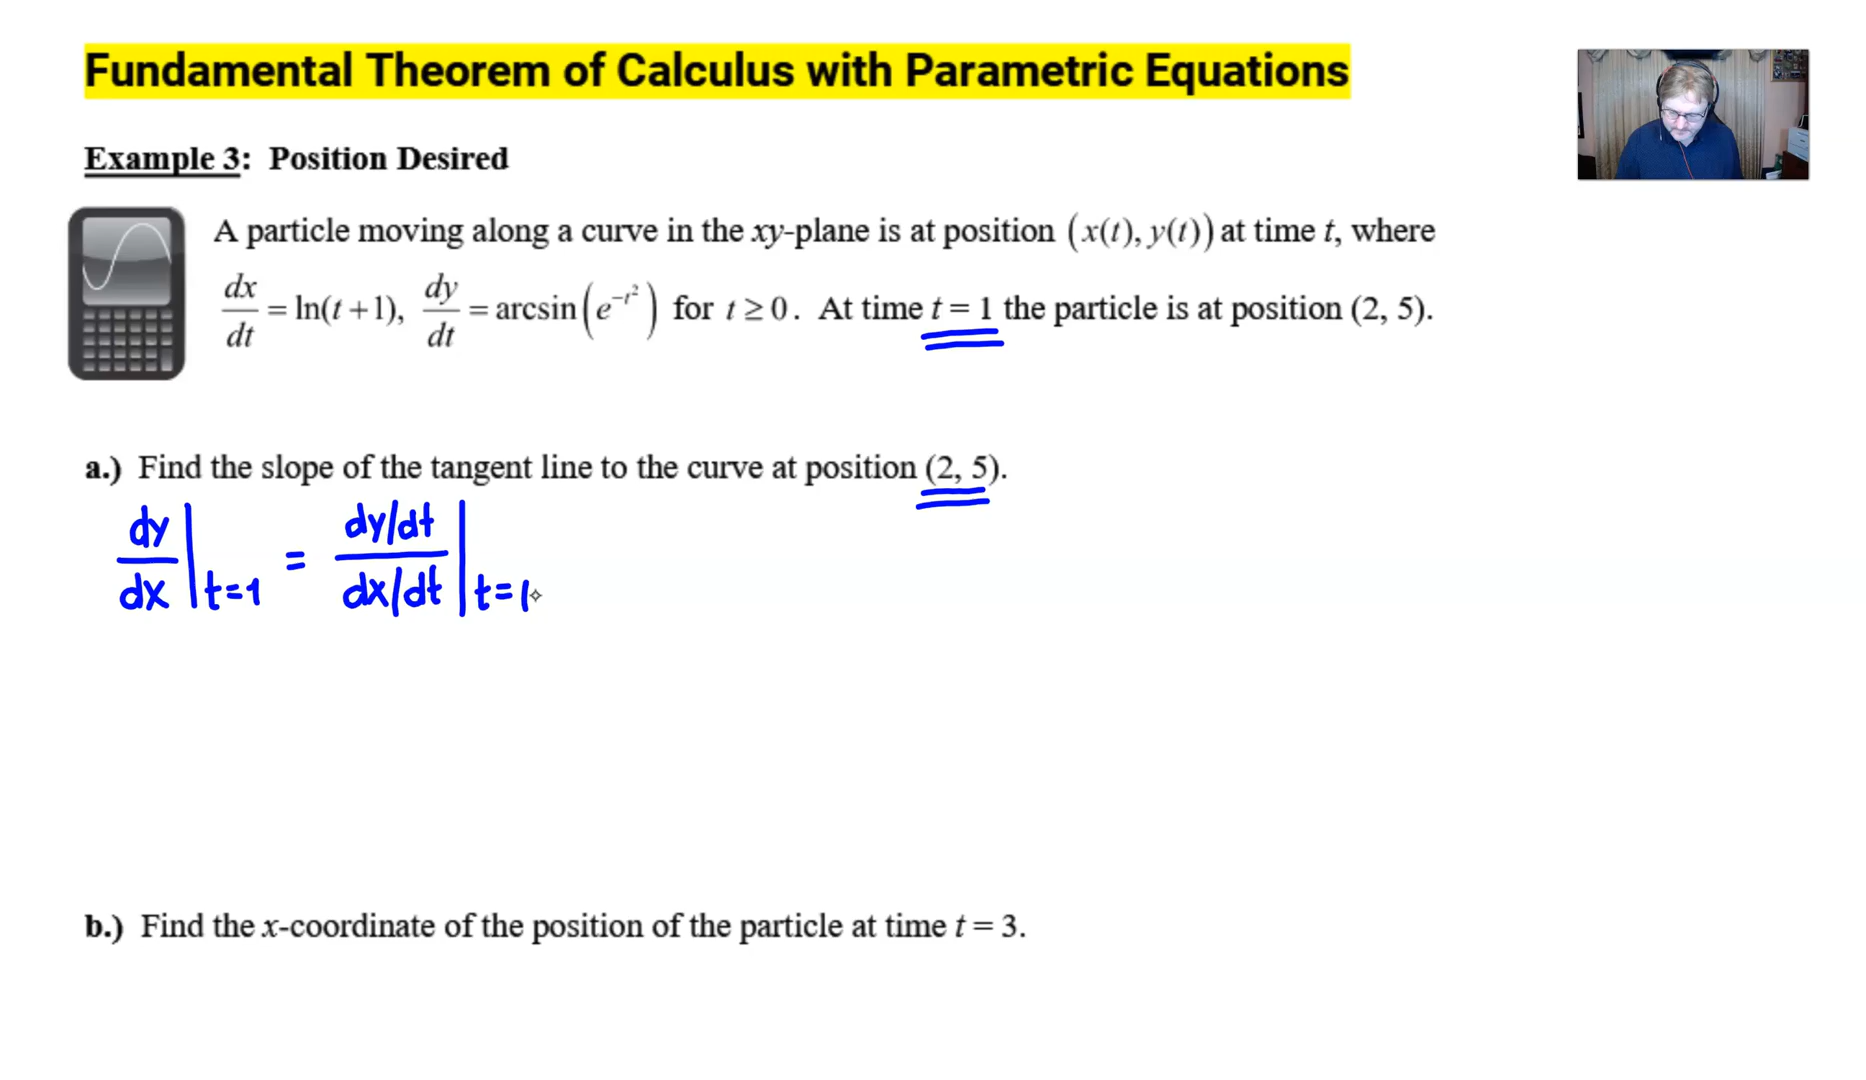 Fundamental Theorem of Calculus with Parametric Equations
Example 3: Position Desired
A particle moving along a curve in the xy-plane is at position (x(t), y(t)) at time t, where
dx/dt = ln(t + 1), dy/dt = arcsin(e^{-t^2}) for t ≥ 0. At time t = 1 the particle is at position (2, 5).
a.) Find the slope of the tangent line to the curve at position (2, 5).
dy/dx |t=1 = (dy/dt)/(dx/dt) |t=1
b.) Find the x-coordinate of the position of the particle at time t = 3.